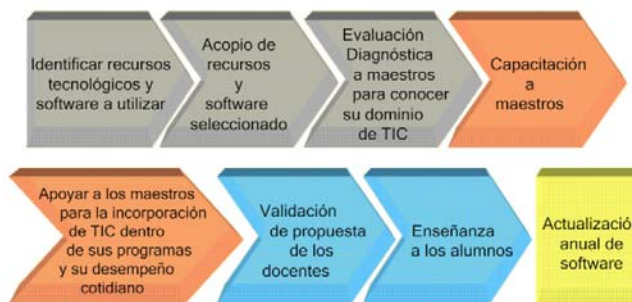 Identificar recursos
tecnológicos y
software a utilizar
Acopio de
recursos
y
software
seleccionado
Evaluación
Diagnóstica
a maestros
para conocer
su dominio
de TIC
Capacitación
a
maestros
Apoyar a los maestros
para la incorporación
de TIC dentro
de sus programas
y su desempeño
cotidiano
Validación
de propuesta
de los
docentes
Enseñanza
a los alumnos
Actualizació
anual de
software